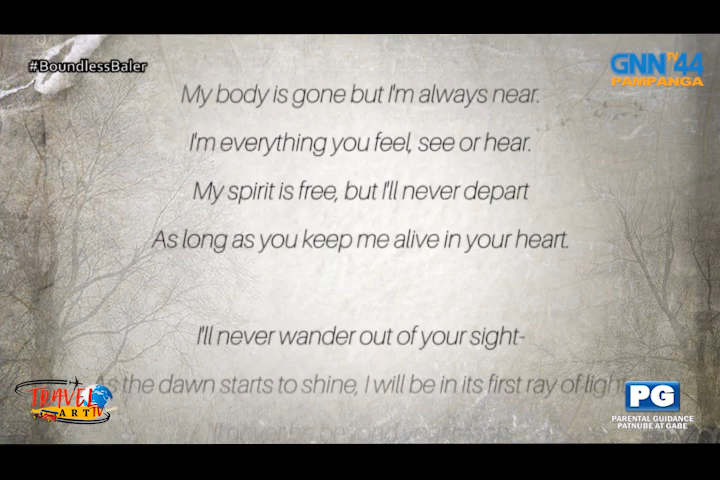 #BoundlessBaler
GNN TV 44
PAMPANGA
My body is gone but I'm always near.
I'm everything you feel, see or hear.
My spirit is free, but I'll never depart
As long as you keep me alive in your heart.
I'll never wander out of your sight-
As the dawn starts to shine, I will be in its first ray of light
TRAVEL
ART TV
PG
PARENTAL GUIDANCE
PATNUBE AT GABE